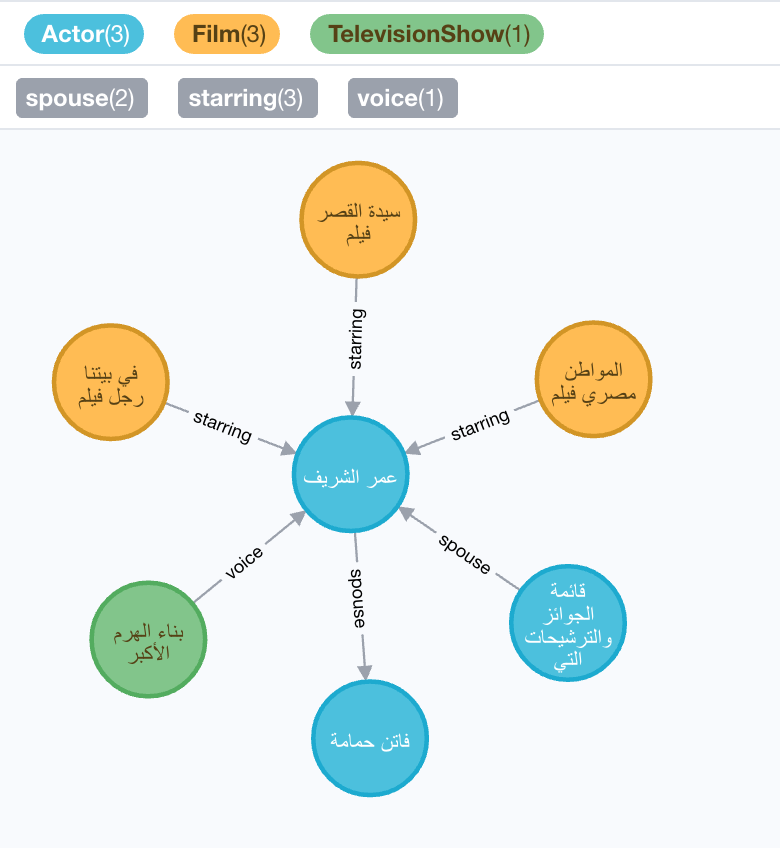 Actor(3) Film(3) TelevisionShow(1)
spouse(2) starring(3) voice(1)
سيدة القصر
فيلم
starring
في بيتنا
رجل فيلم
starring
المواطن
مصري فيلم
starring
عمر الشريف
voice
spouse
spouse
بناء الهرم
الأكبر
قائمة
الجوائز
والترشيحات
التي
فاتن حمامة